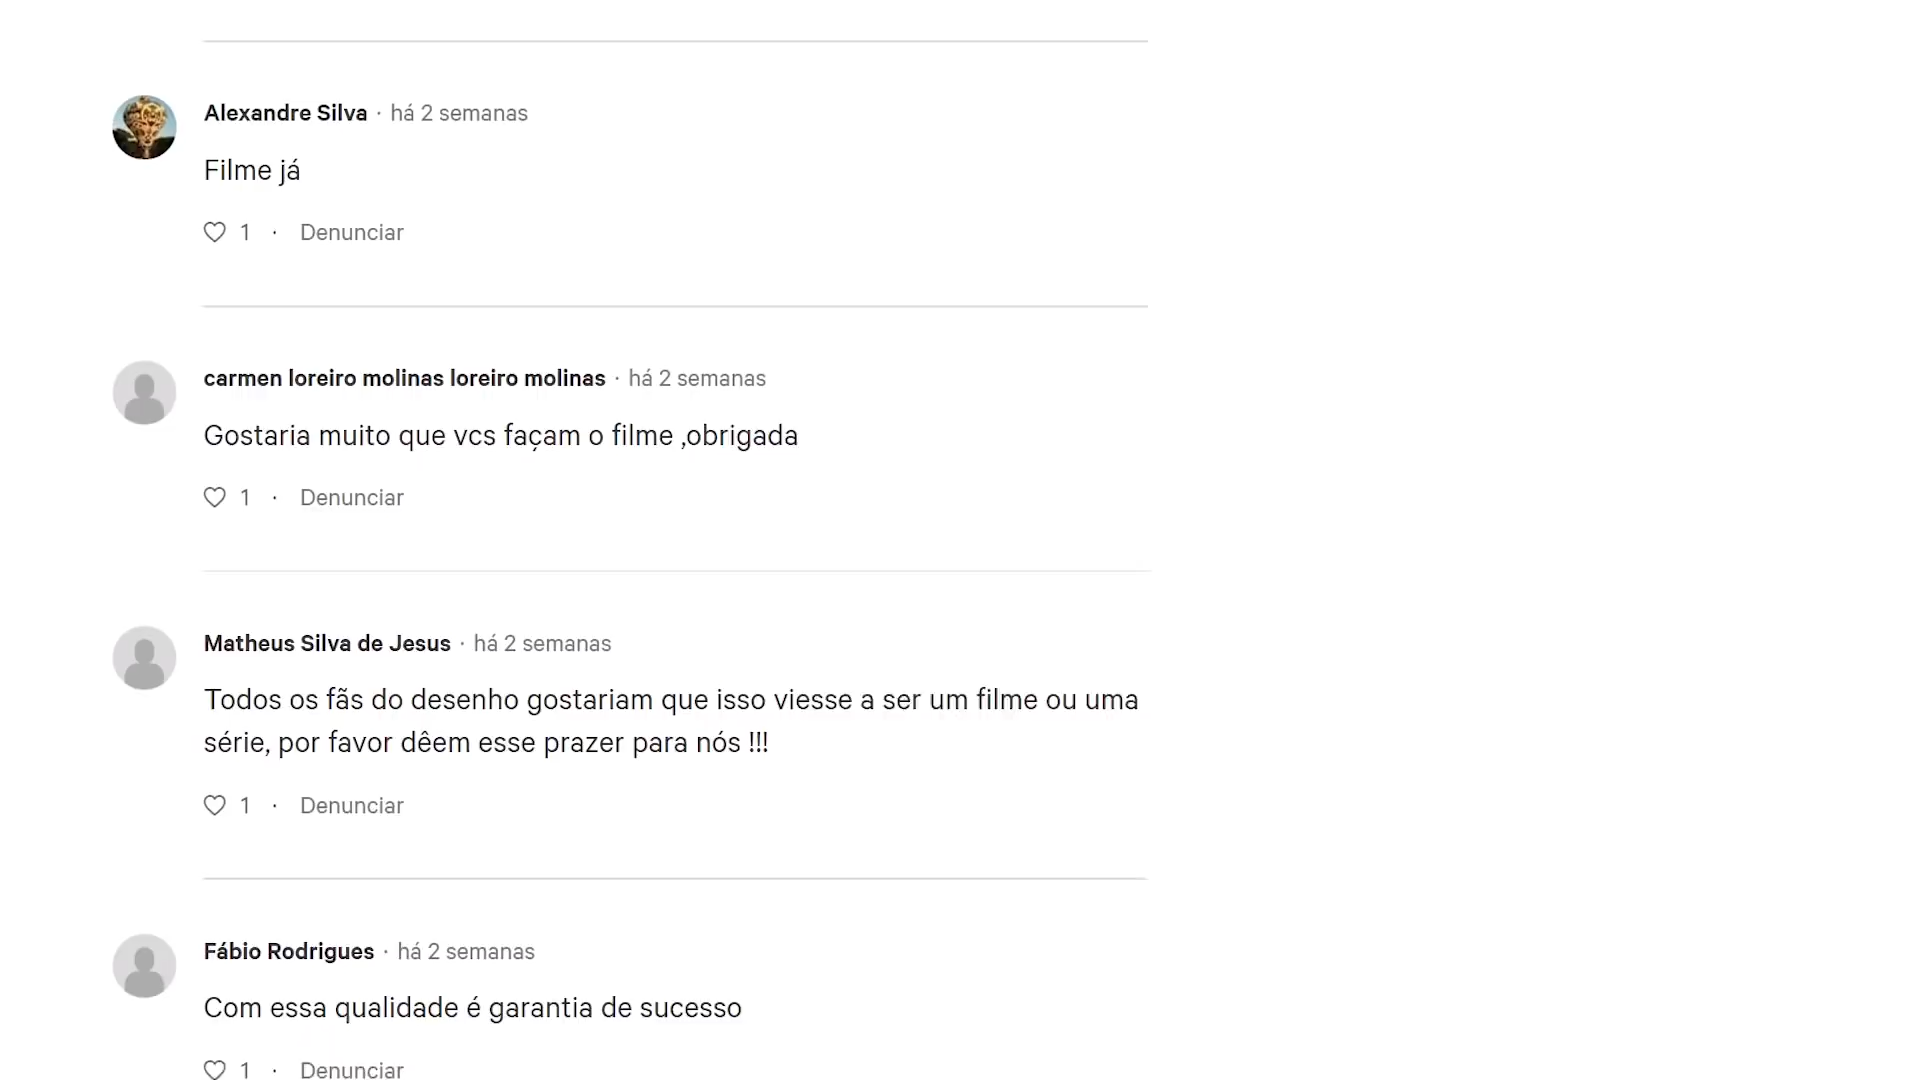 Alexandre Silva · há 2 semanas
Filme já
1 · Denunciar
carmen loreiro molinas loreiro molinas · há 2 semanas
Gostaria muito que vcs façam o filme ,obrigada
1 · Denunciar
Matheus Silva de Jesus · há 2 semanas
Todos os fãs do desenho gostariam que isso viesse a ser um filme ou uma
série, por favor dêem esse prazer para nós !!!
1 · Denunciar
Fábio Rodrigues · há 2 semanas
Com essa qualidade é garantia de sucesso
1 · Denunciar